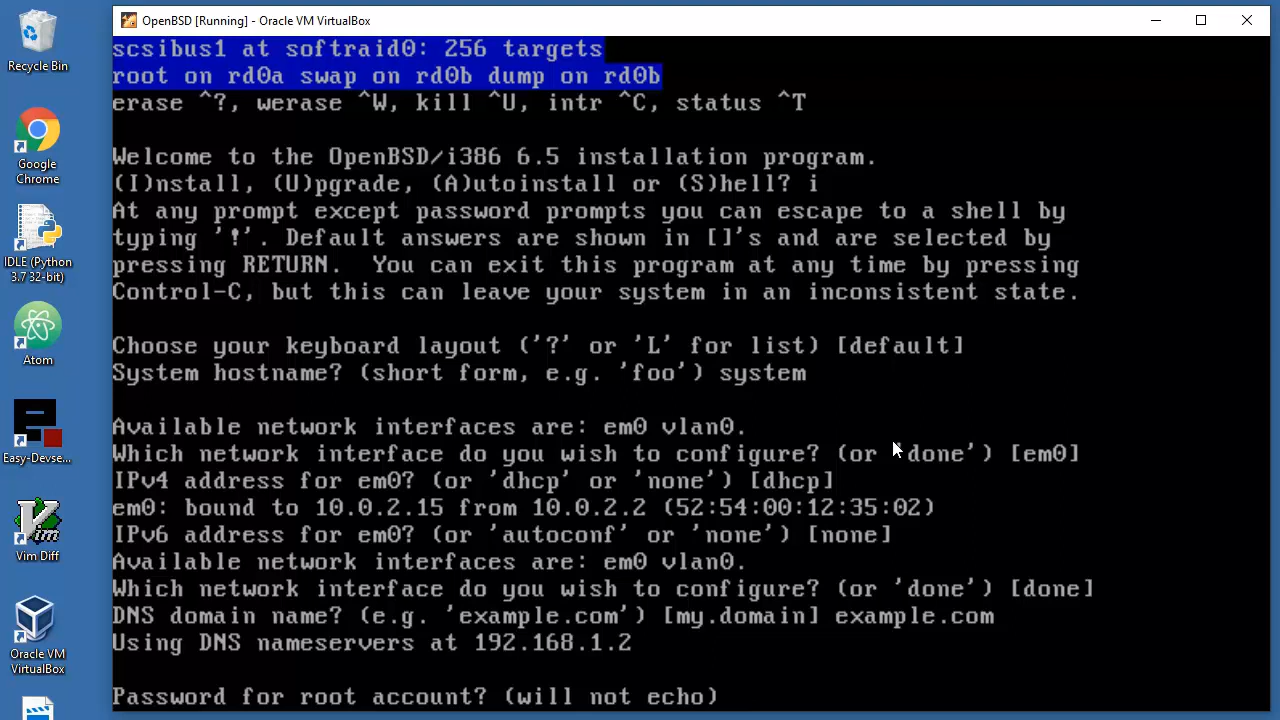 OpenBSD [Running] - Oracle VM VirtualBox
Recycle Bin
Google
Chrome
IDLE (Python
3.7 32-bit)
Atom
Easy-Devse...
Vim Diff
Oracle VM
VirtualBox
scsibus1 at softraid0: 256 targets
root on rd0a swap on rd0b dump on rd0b
erase ^?, werase ^W, kill ^U, intr ^C, status ^T
Welcome to the OpenBSD/i386 6.5 installation program.
(I)nstall, (U)pgrade, (A)utoinstall or (S)hell? i
At any prompt except password prompts you can escape to a shell by
typing '!'. Default answers are shown in []'s and are selected by
pressing RETURN.  You can exit this program at any time by pressing
Control-C, but this can leave your system in an inconsistent state.
Choose your keyboard layout ('?' or 'L' for list) [default]
System hostname? (short form, e.g. 'foo') system
Available network interfaces are: em0 vlan0.
Which network interface do you wish to configure? (or 'done') [em0]
IPv4 address for em0? (or 'dhcp' or 'none') [dhcp]
em0: bound to 10.0.2.15 from 10.0.2.2 (52:54:00:12:35:02)
IPv6 address for em0? (or 'autoconf' or 'none') [none]
Available network interfaces are: em0 vlan0.
Which network interface do you wish to configure? (or 'done') [done]
DNS domain name? (e.g. 'example.com') [my.domain] example.com
Using DNS nameservers at 192.168.1.2
Password for root account? (will not echo)